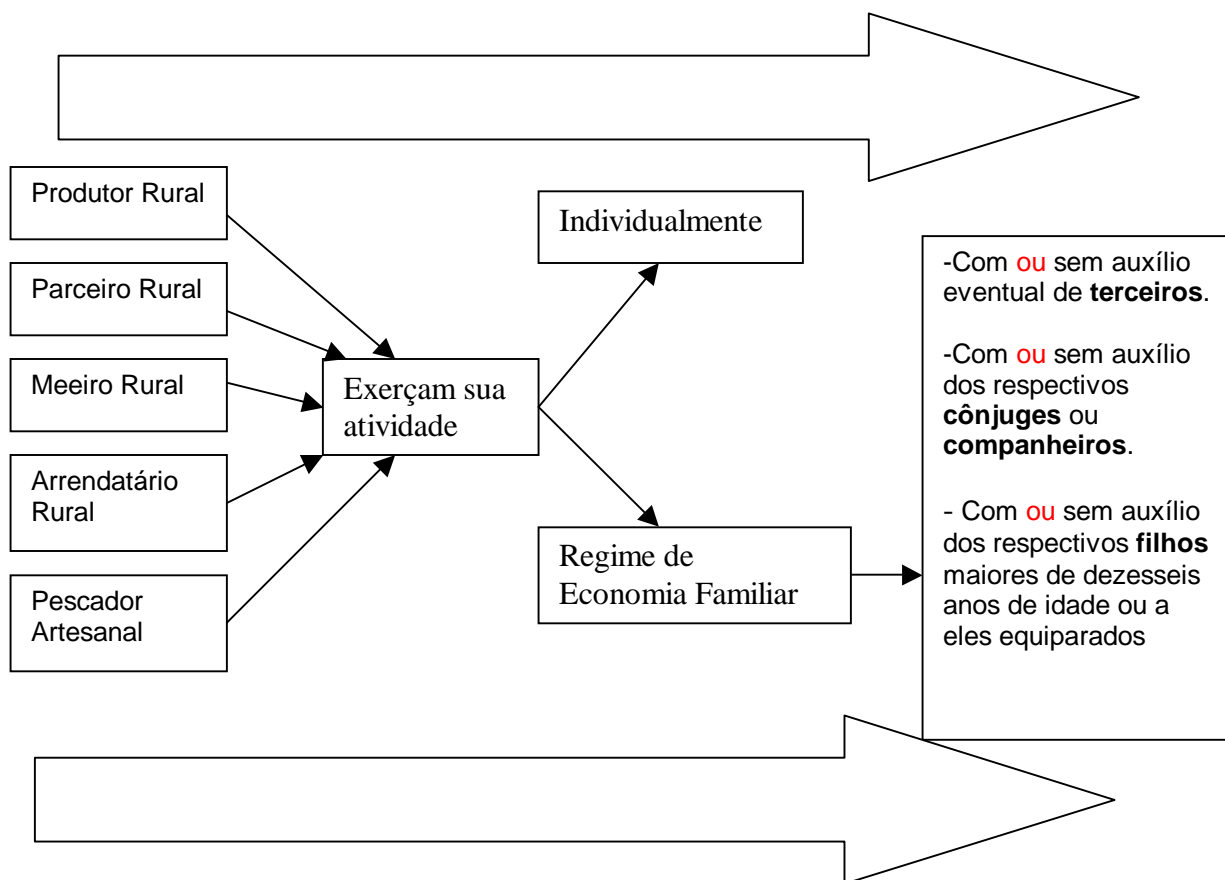 Produtor Rural
Parceiro Rural
Meeiro Rural
Arrendatário
Rural
Pescador
Artesanal
Exerçam sua
atividade
Individualmente
Regime de
Economia Familiar
-Com ou sem auxílio
eventual de terceiros.
-Com ou sem auxílio
dos respectivos
cônjuges ou
companheiros.
- Com ou sem auxílio
dos respectivos filhos
maiores de dezesseis
anos de idade ou a
eles equiparados